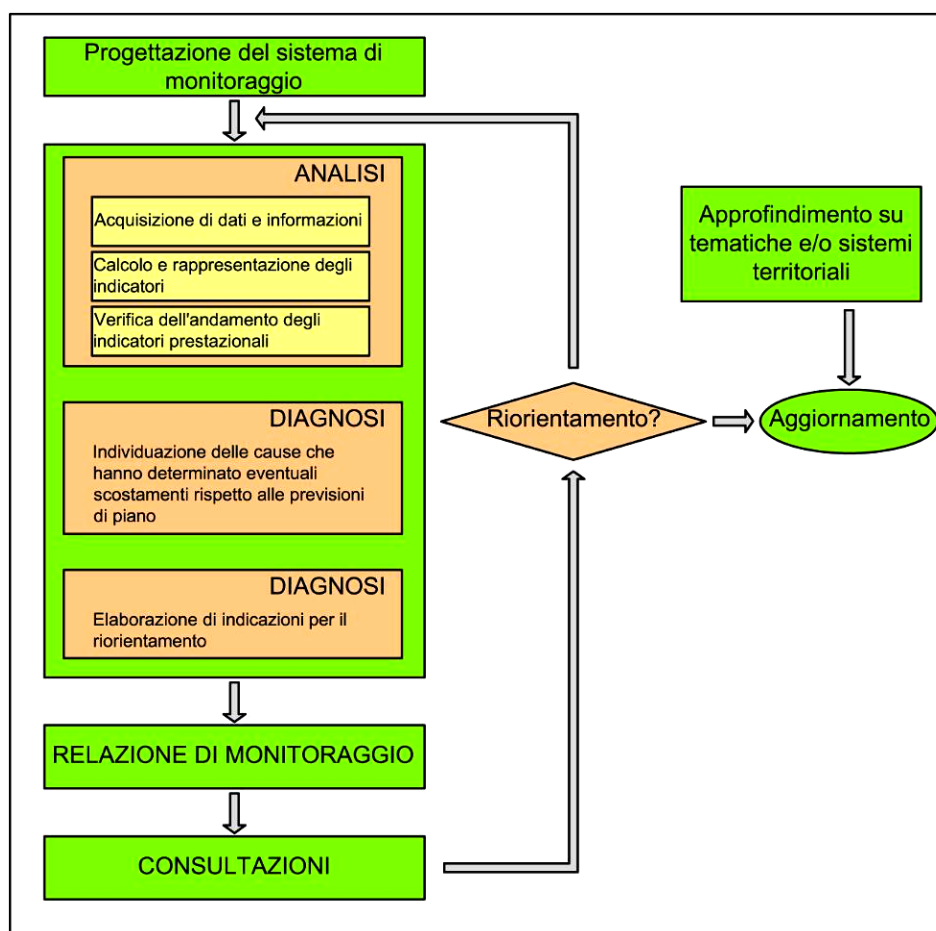 Progettazione del sistema di
monitoraggio
ANALISI
Acquisizione di dati e informazioni
Calcolo e rappresentazione degli
indicatori
Verifica dell'andamento degli
indicatori prestazionali
DIAGNOSI
Individuazione delle cause che
hanno determinato eventuali
scostamenti rispetto alle previsioni
di piano
DIAGNOSI
Elaborazione di indicazioni per il
riorientamento
RELAZIONE DI MONITORAGGIO
CONSULTAZIONI
Riorientamento?
Approfindimento su
tematiche e/o sistemi
territoriali
Aggiornamento